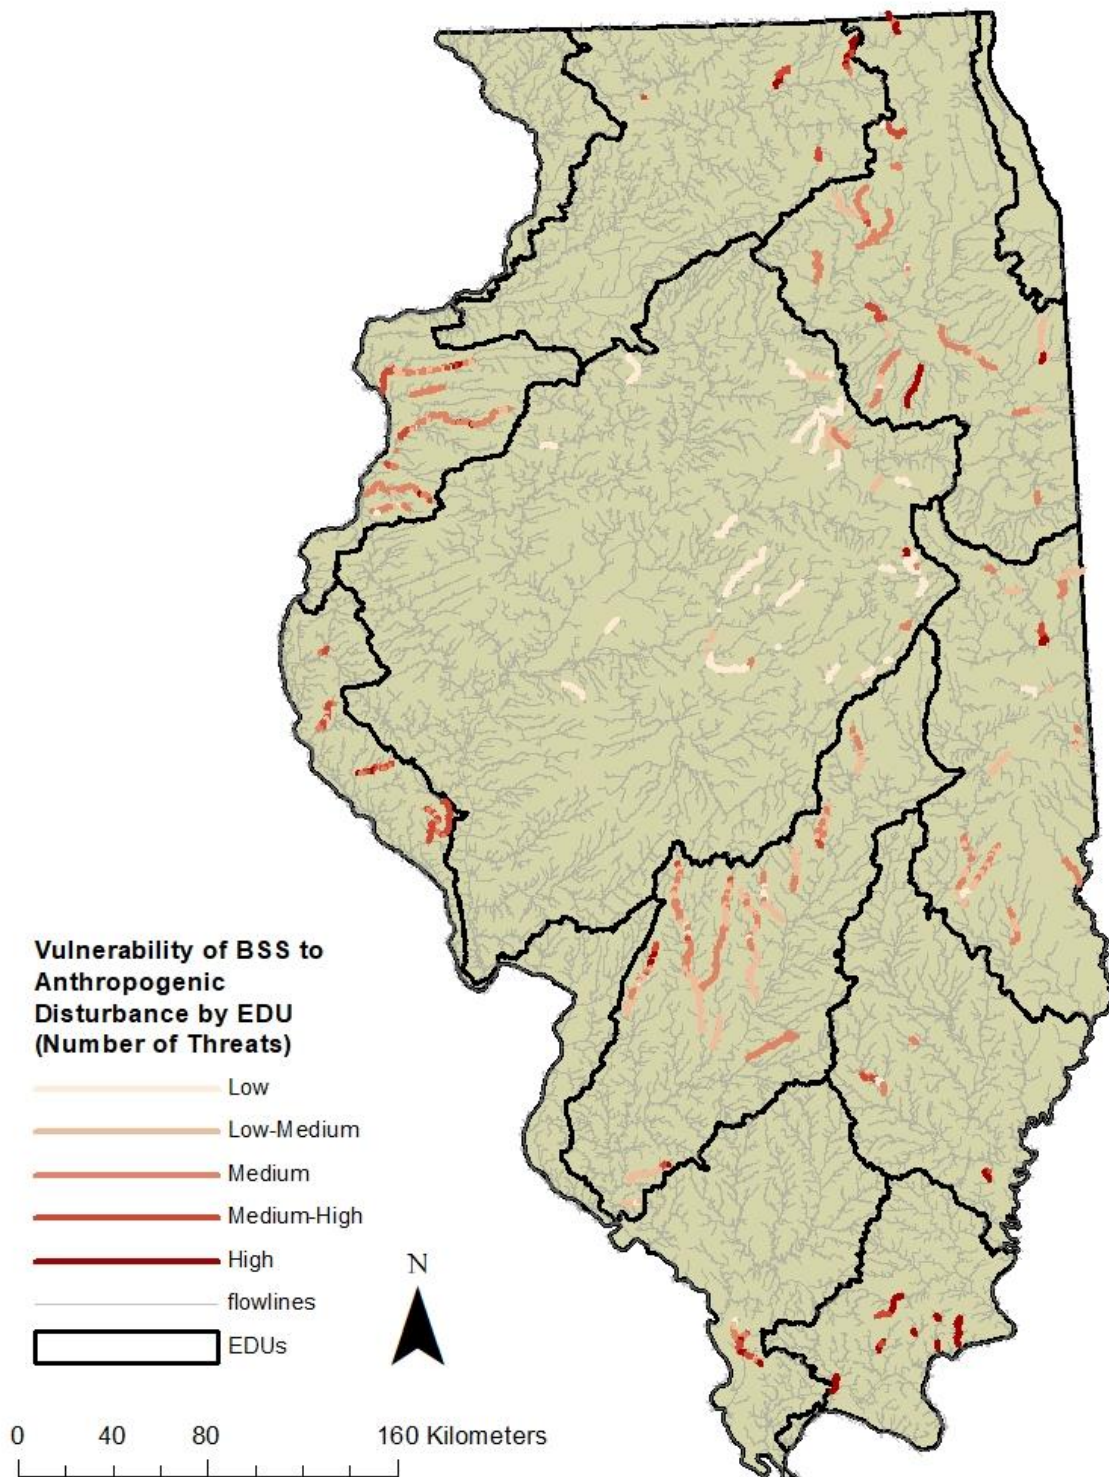 Vulnerability of BSS to
Anthropogenic
Disturbance by EDU
(Number of Threats)
Low
Low-Medium
Medium
Medium-High
High
flowlines
EDUs
N
0 40 80 160 Kilometers